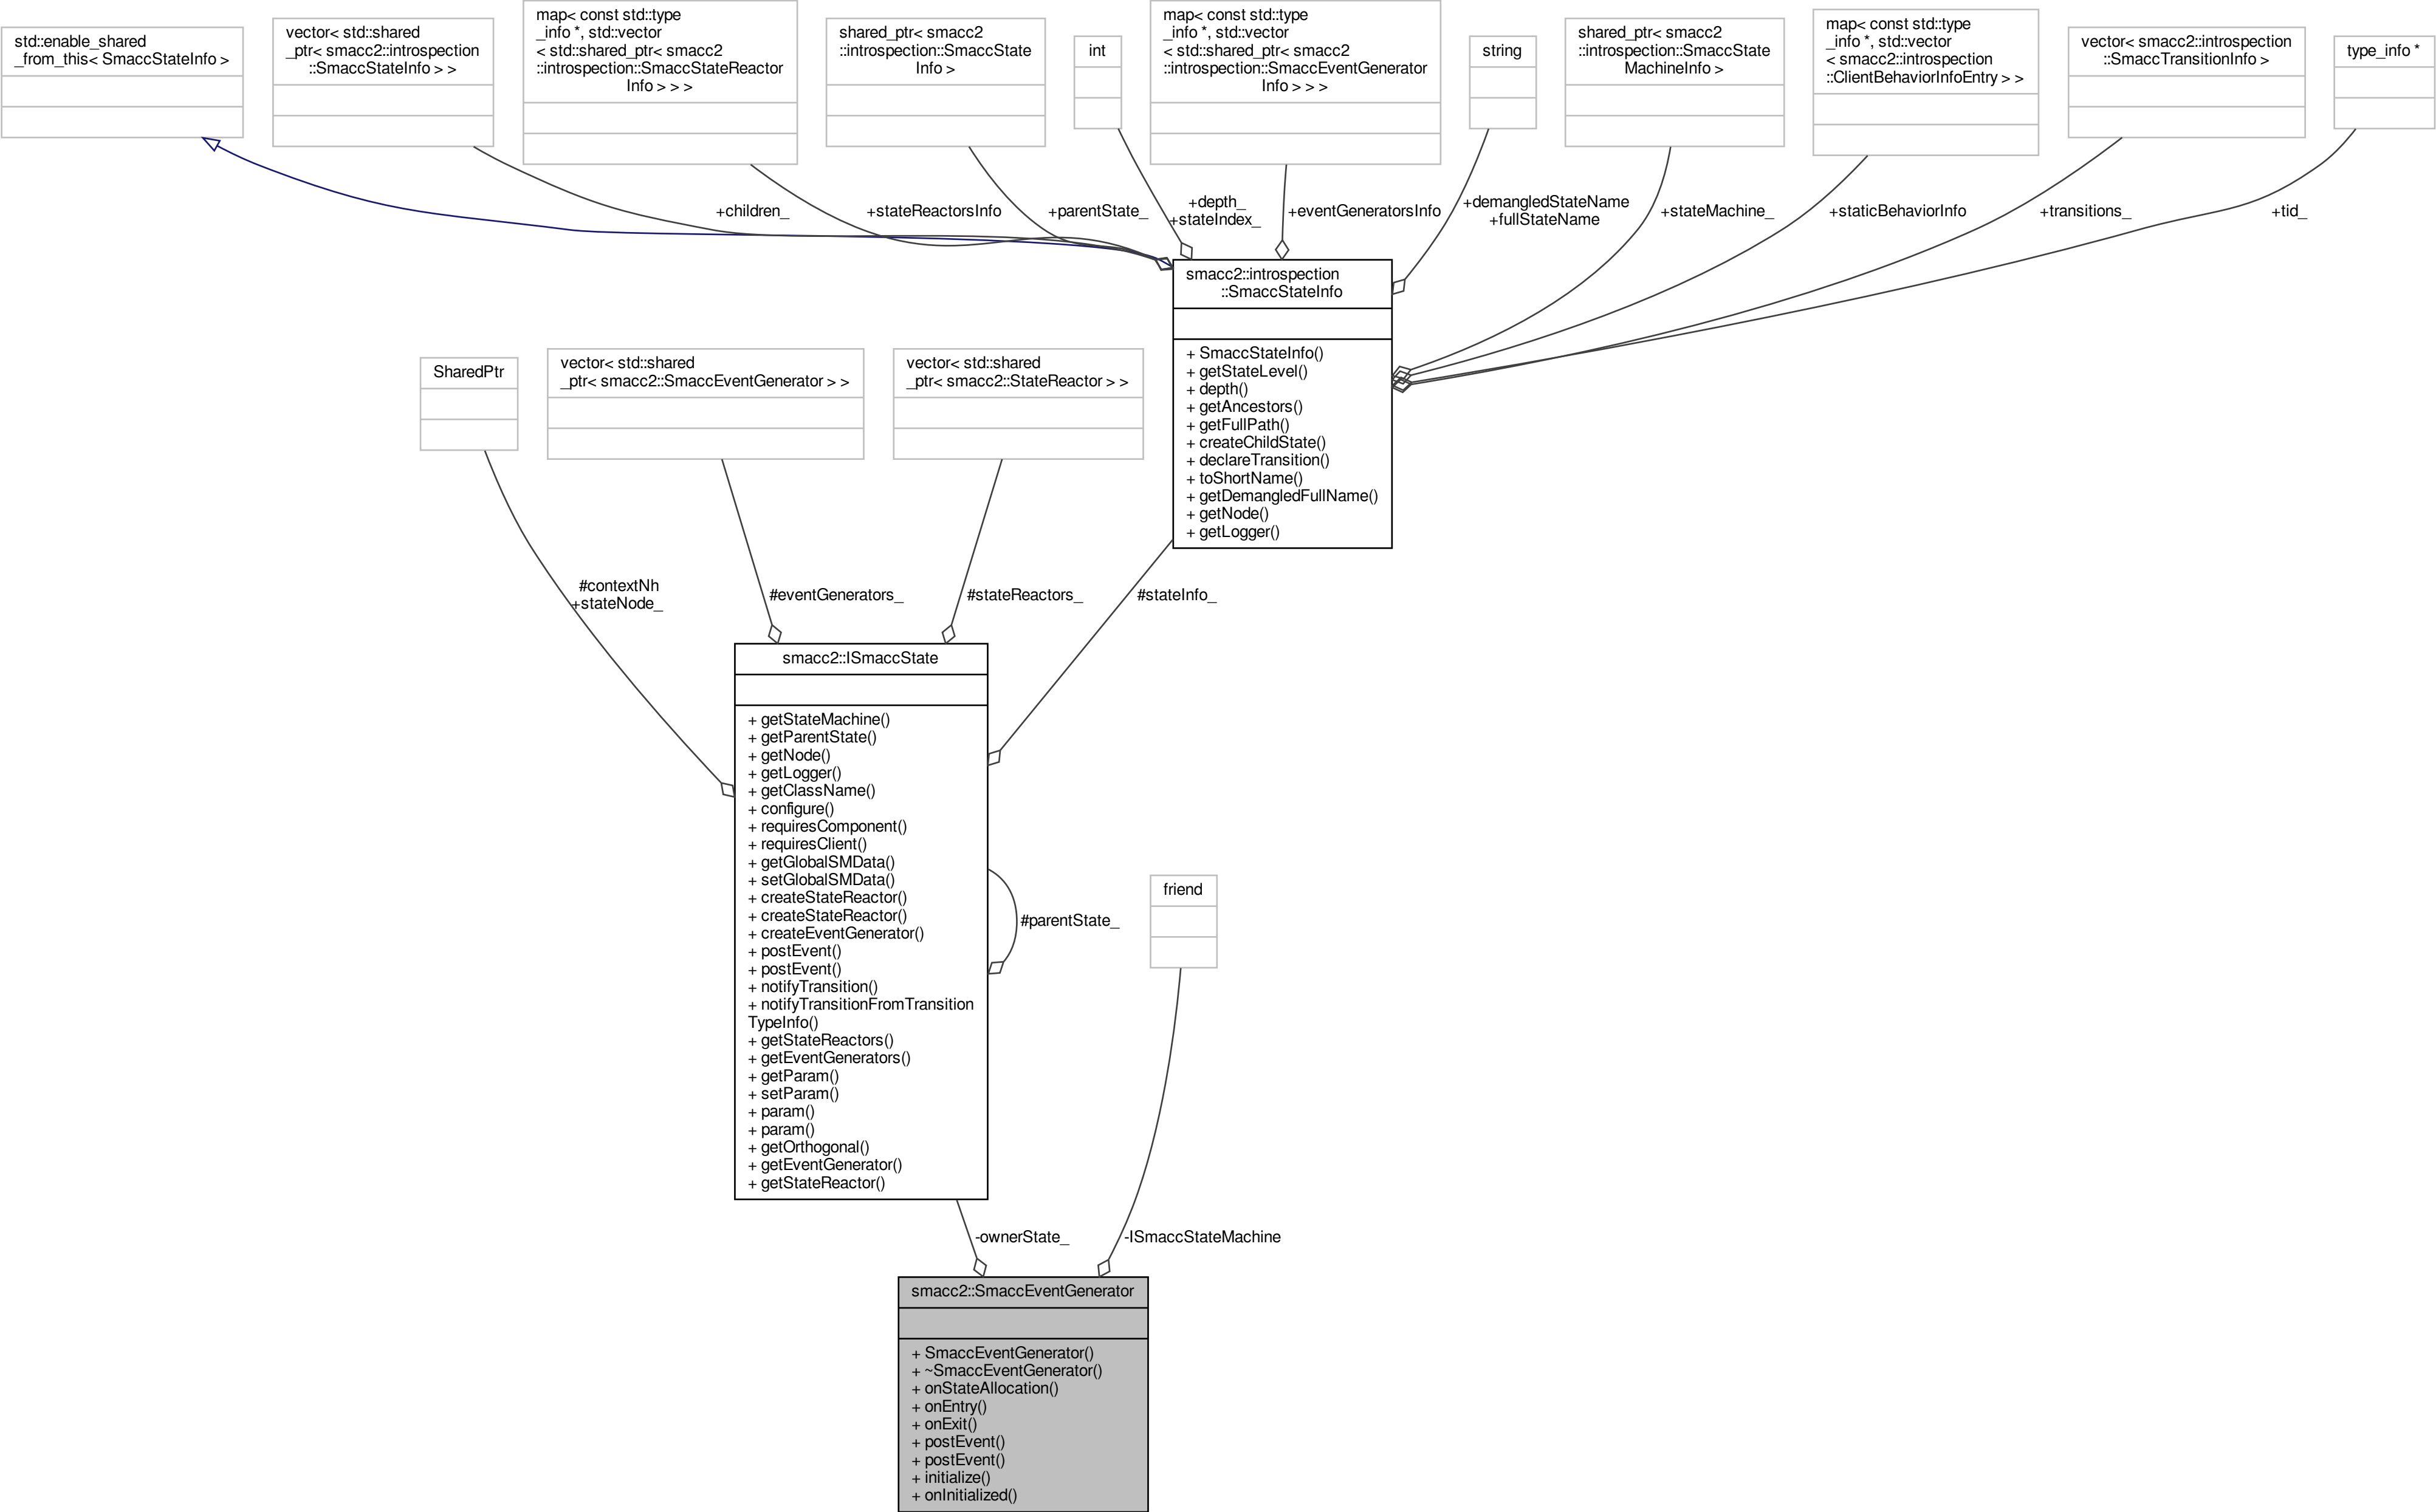 std::enable_shared
_from_this< SmaccStateInfo >
vector< std::shared
_ptr< smacc2::introspection
::SmaccStateInfo > >
map< const std::type
_info *, std::vector
< std::shared_ptr< smacc2
::introspection::SmaccStateReactor
Info > > >
shared_ptr< smacc2
::introspection::SmaccState
Info >
int
map< const std::type
_info *, std::vector
< std::shared_ptr< smacc2
::introspection::SmaccEventGenerator
Info > > >
string
shared_ptr< smacc2
::introspection::SmaccState
MachineInfo >
map< const std::type
_info *, std::vector
< smacc2::introspection
::ClientBehaviorInfoEntry > >
vector< smacc2::introspection
::SmaccTransitionInfo >
type_info *
+children_
+stateReactorsInfo
+parentState_
+depth_
+stateIndex_
+eventGeneratorsInfo
+demangledStateName
+fullStateName
+stateMachine_
+staticBehaviorInfo
+transitions_
+tid_
smacc2::introspection
::SmaccStateInfo
+ SmaccStateInfo()
+ getStateLevel()
+ depth()
+ getAncestors()
+ getFullPath()
+ createChildState()
+ declareTransition()
+ toShortName()
+ getDemangledFullName()
+ getNode()
+ getLogger()
SharedPtr
vector< std::shared
_ptr< smacc2::SmaccEventGenerator > >
vector< std::shared
_ptr< smacc2::StateReactor > >
#contextNh
+stateNode_
#eventGenerators_
#stateReactors_
#stateInfo_
smacc2::ISmaccState
+ getStateMachine()
+ getParentState()
+ getNode()
+ getLogger()
+ getClassName()
+ configure()
+ requiresComponent()
+ requiresClient()
+ getGlobalSMData()
+ setGlobalSMData()
+ createStateReactor()
+ createStateReactor()
+ createEventGenerator()
+ postEvent()
+ postEvent()
+ notifyTransition()
+ notifyTransitionFromTransition
TypeInfo()
+ getStateReactors()
+ getEventGenerators()
+ getParam()
+ setParam()
+ param()
+ param()
+ getOrthogonal()
+ getEventGenerator()
+ getStateReactor()
#parentState_
friend
-ownerState_
-ISmaccStateMachine
smacc2::SmaccEventGenerator
+ SmaccEventGenerator()
+ ~SmaccEventGenerator()
+ onStateAllocation()
+ onEntry()
+ onExit()
+ postEvent()
+ postEvent()
+ initialize()
+ onInitialized()